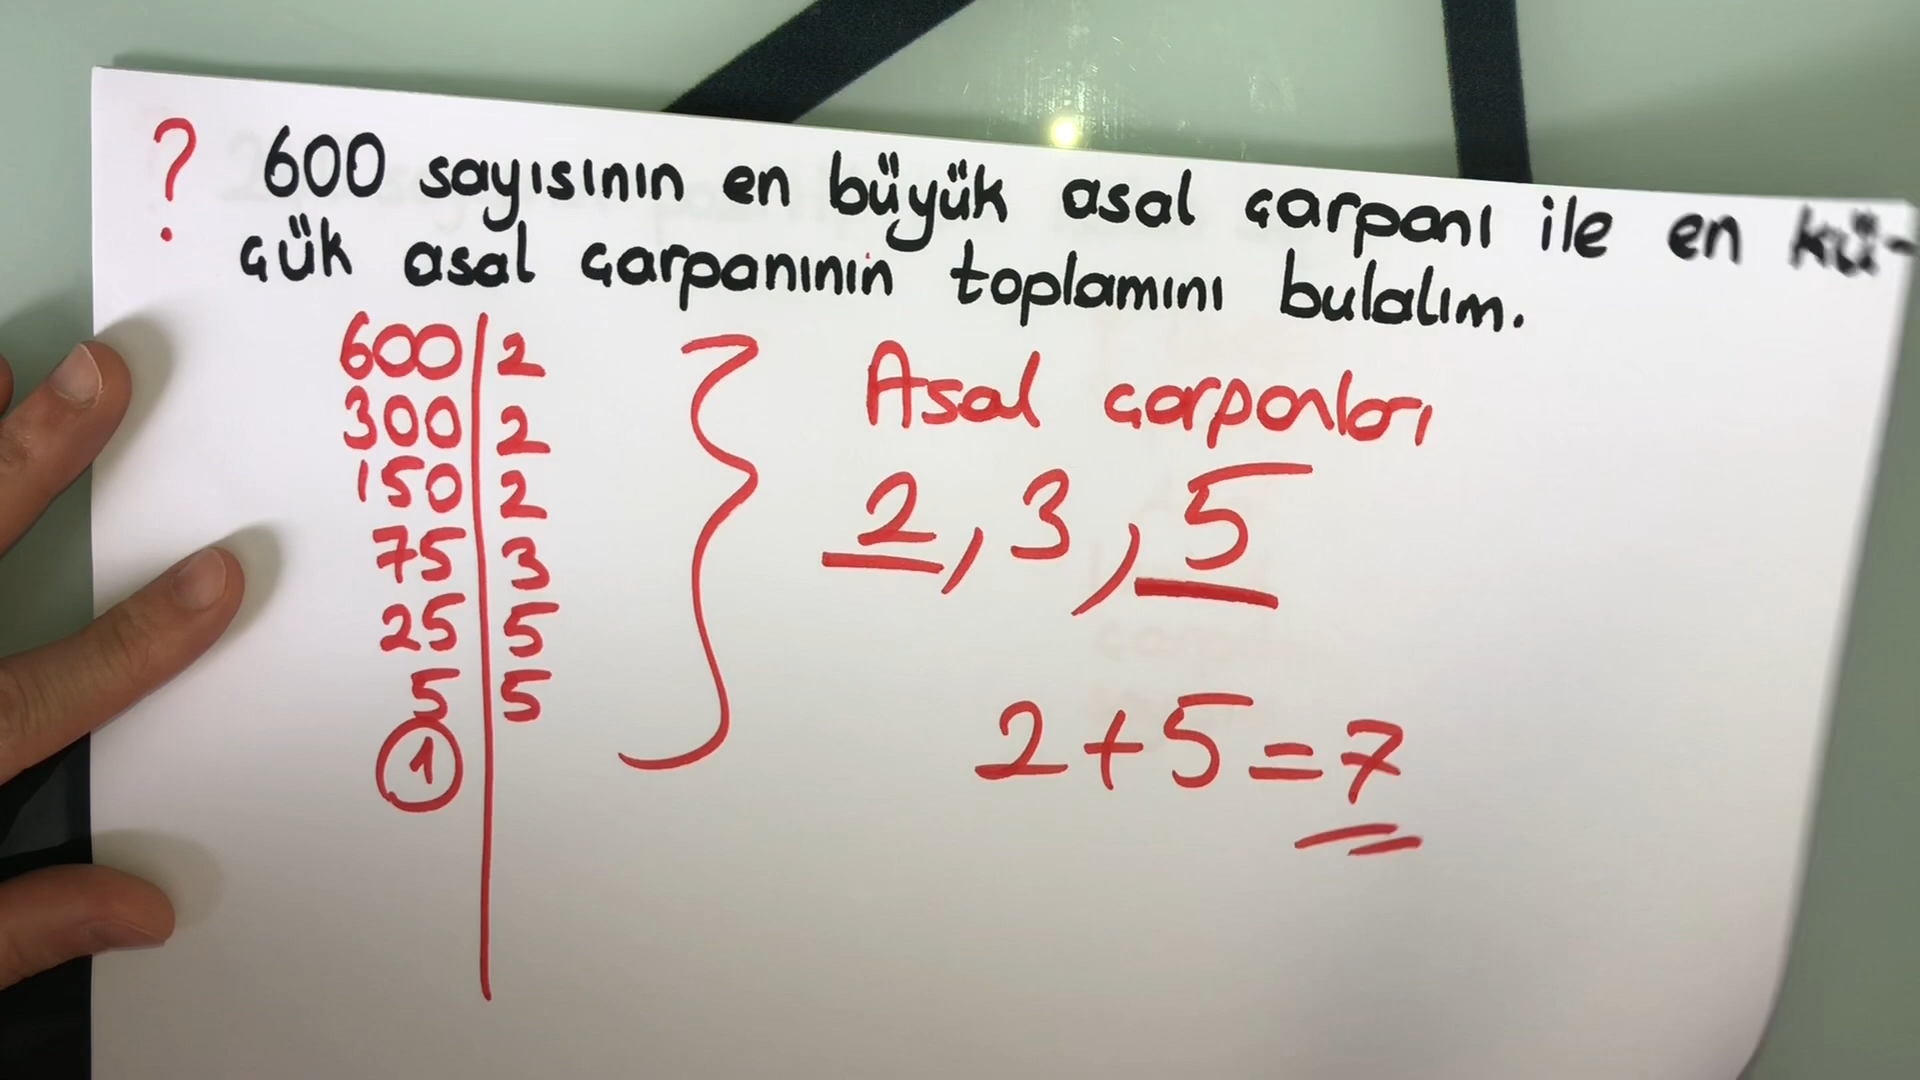 ? 600 sayısının en büyük asal çarpanı ile en kü-
çük asal çarpanının toplamını bulalım.
600 | 2
300 | 2
150 | 2
75 | 3
25 | 5
5 | 5
1
Asal çarpanları
2, 3, 5
2+5=7